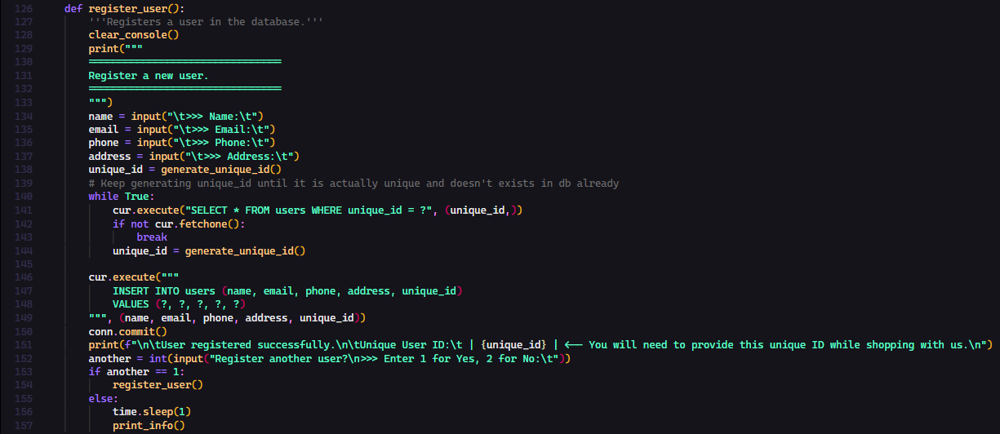 126 def register_user():
127 '''Registers a user in the database.'''
128 clear_console()
129 print("""
130 ================================
131 Register a new user.
132 ================================
133 """)
134 name = input("\t>>> Name:\t")
135 email = input("\t>>> Email:\t")
136 phone = input("\t>>> Phone:\t")
137 address = input("\t>>> Address:\t")
138 unique_id = generate_unique_id()
139 # Keep generating unique_id until it is actually unique and doesn't exists in db already
140 while True:
141 cur.execute("SELECT * FROM users WHERE unique_id = ?", (unique_id,))
142 if not cur.fetchone():
143 break
144 unique_id = generate_unique_id()
145
146 cur.execute("""
147 INSERT INTO users (name, email, phone, address, unique_id)
148 VALUES (?, ?, ?, ?, ?)
149 """, (name, email, phone, address, unique_id))
150 conn.commit()
151 print(f"\n\tUser registered successfully.\n\tUnique User ID:\t | {unique_id} | <-- You will need to provide this unique ID while shopping with us.\n")
152 another = int(input("Register another user?\n>>> Enter 1 for Yes, 2 for No:\t"))
153 if another == 1:
154 register_user()
155 else:
156 time.sleep(1)
157 print_info()